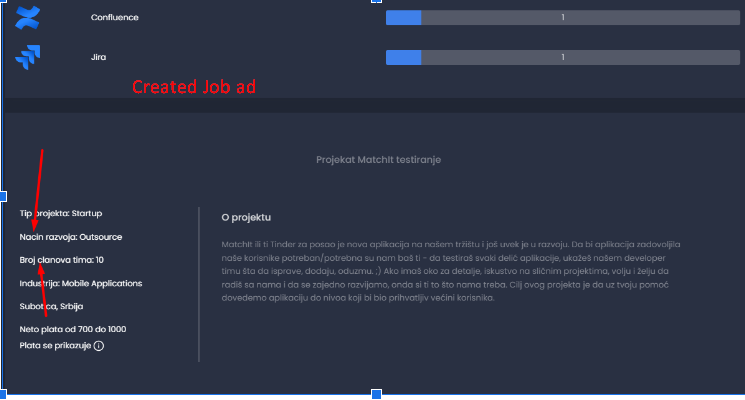 Confluence
1
Jira
1
Created Job ad
Projekat MatchIt testiranje
Tip projekta: Startup
Nacin razvoja: Outsource
Broj clanova tima: 10
Industrija: Mobile Applications
Subotica, Srbija
Neto plata od 700 do 1000
Plata se prikazuje
O projektu
MatchIt ili ti Tinder za posao je nova aplikacija na našem tržištu i još uvek je u razvoju. Da bi aplikacija zadovoljila
naše korisnike potreban/potrebna su nam baš ti - da testiraš svaki delić aplikacije, ukažeš našem developer
timu šta da isprave, dodaju, oduzmu. ;) Ako imaš oko za detalje, iskustvo na sličnim projektima, volju i želju da
radiš sa nama i da se zajedno razvijamo, onda si ti to što nama treba. Cilj ovog projekta je da uz tvoju pomoć
dovedemo aplikaciju do nivoa koji bi bio prihvatljiv većini korisnika.